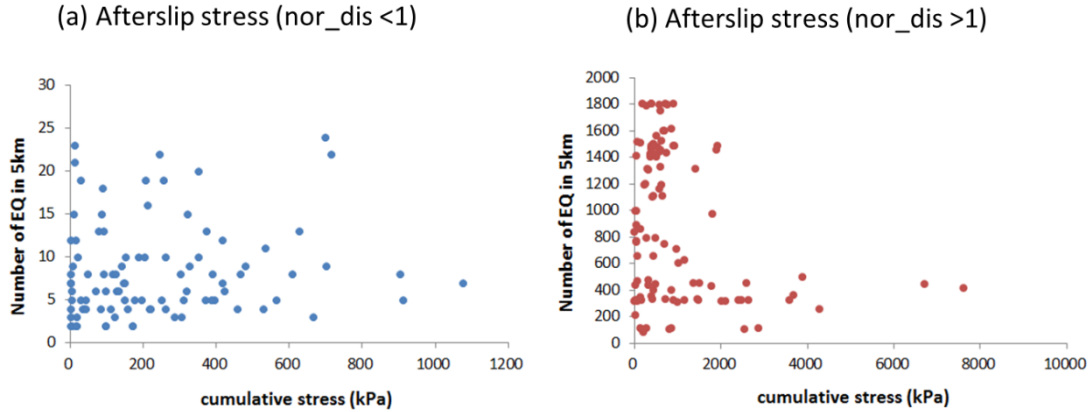 (a) Afterslip stress (nor_dis <1)
Number of EQ in 5km
30
25
20
15
10
5
0
0 200 400 600 800 1000 1200
cumulative stress (kPa)
(b) Afterslip stress (nor_dis >1)
Number of EQ in 5km
2000
1800
1600
1400
1200
1000
800
600
400
200
0
0 2000 4000 6000 8000 10000
cumulative stress (kPa)